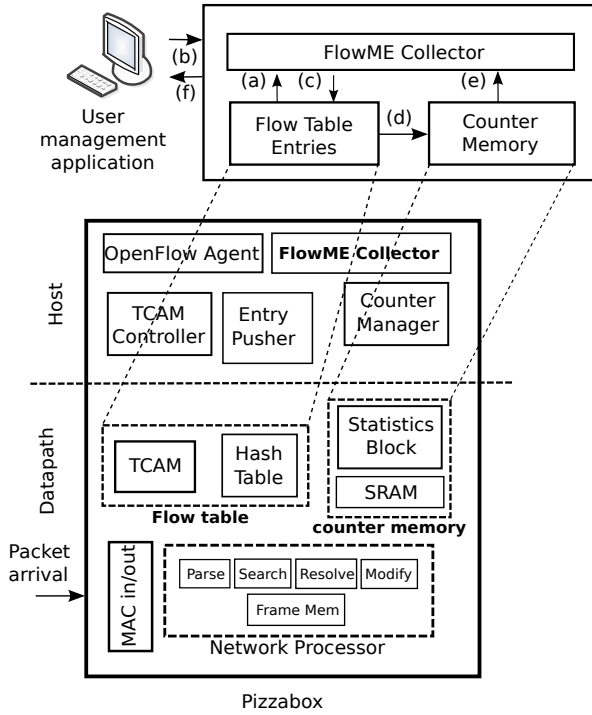 (b)
(f)
User
management
application
FlowME Collector
(a)
(c)
(e)
Flow Table
Entries
(d)
Counter
Memory
Host
OpenFlow Agent
FlowME Collector
TCAM
Controller
Entry
Pusher
Counter
Manager
Datapath
TCAM
Hash
Table
Flow table
Statistics
Block
SRAM
counter memory
Packet
arrival
MAC in/out
Parse
Search
Resolve
Modify
Frame Mem
Network Processor
Pizzabox